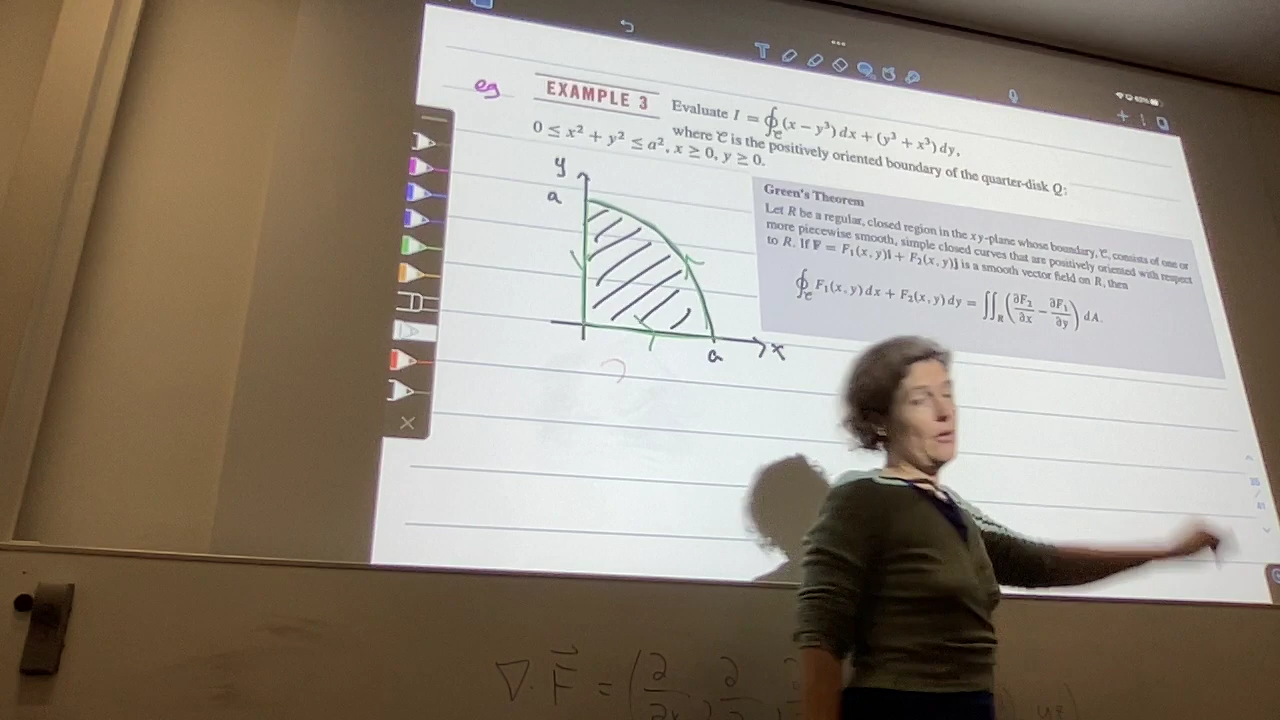 eg
EXAMPLE 3 Evaluate I = ∮_C (x − y³) dx + (y³ + x³) dy,
where C is the positively oriented boundary of the quarter-disk Q:
0 ≤ x² + y² ≤ a², x ≥ 0, y ≥ 0.
y
a
a
x
Green's Theorem
Let R be a regular, closed region in the xy-plane whose boundary, C, consists of one or
more piecewise smooth, simple closed curves that are positively oriented with respect
to R. If F = F₁(x, y)i + F₂(x, y)j is a smooth vector field on R, then
∮_C F₁(x, y) dx + F₂(x, y) dy = ∬_R (∂F₂/∂x − ∂F₁/∂y) dA.
∇· F⃗ = (∂/∂x, ∂/∂